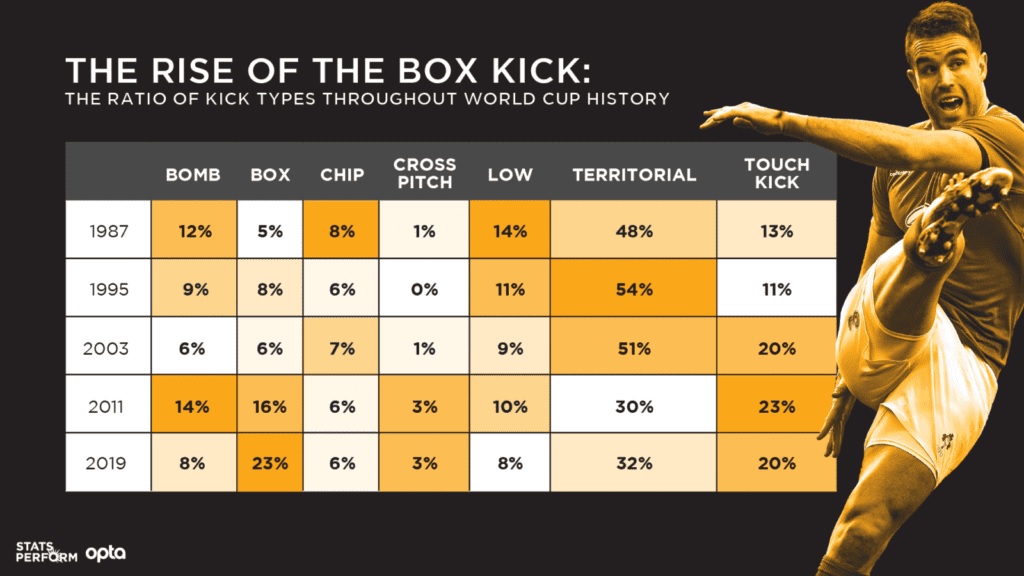 THE RISE OF THE BOX KICK:
THE RATIO OF KICK TYPES THROUGHOUT WORLD CUP HISTORY
BOMB BOX CHIP CROSS PITCH LOW TERRITORIAL TOUCH KICK
1987 12% 5% 8% 1% 14% 48% 13%
1995 9% 8% 6% 0% 11% 54% 11%
2003 6% 6% 7% 1% 9% 51% 20%
2011 14% 16% 6% 3% 10% 30% 23%
2019 8% 23% 6% 3% 8% 32% 20%
STATS PERFORM opta